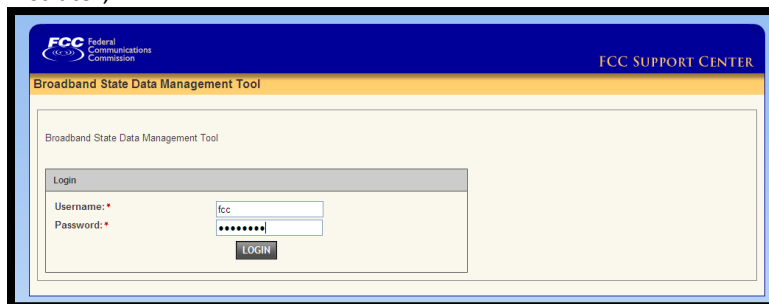 FCC Federal
Communications
Commission
FCC SUPPORT CENTER
Broadband State Data Management Tool
Broadband State Data Management Tool
Login
Username: *
fcc
Password: *
••••••••
LOGIN